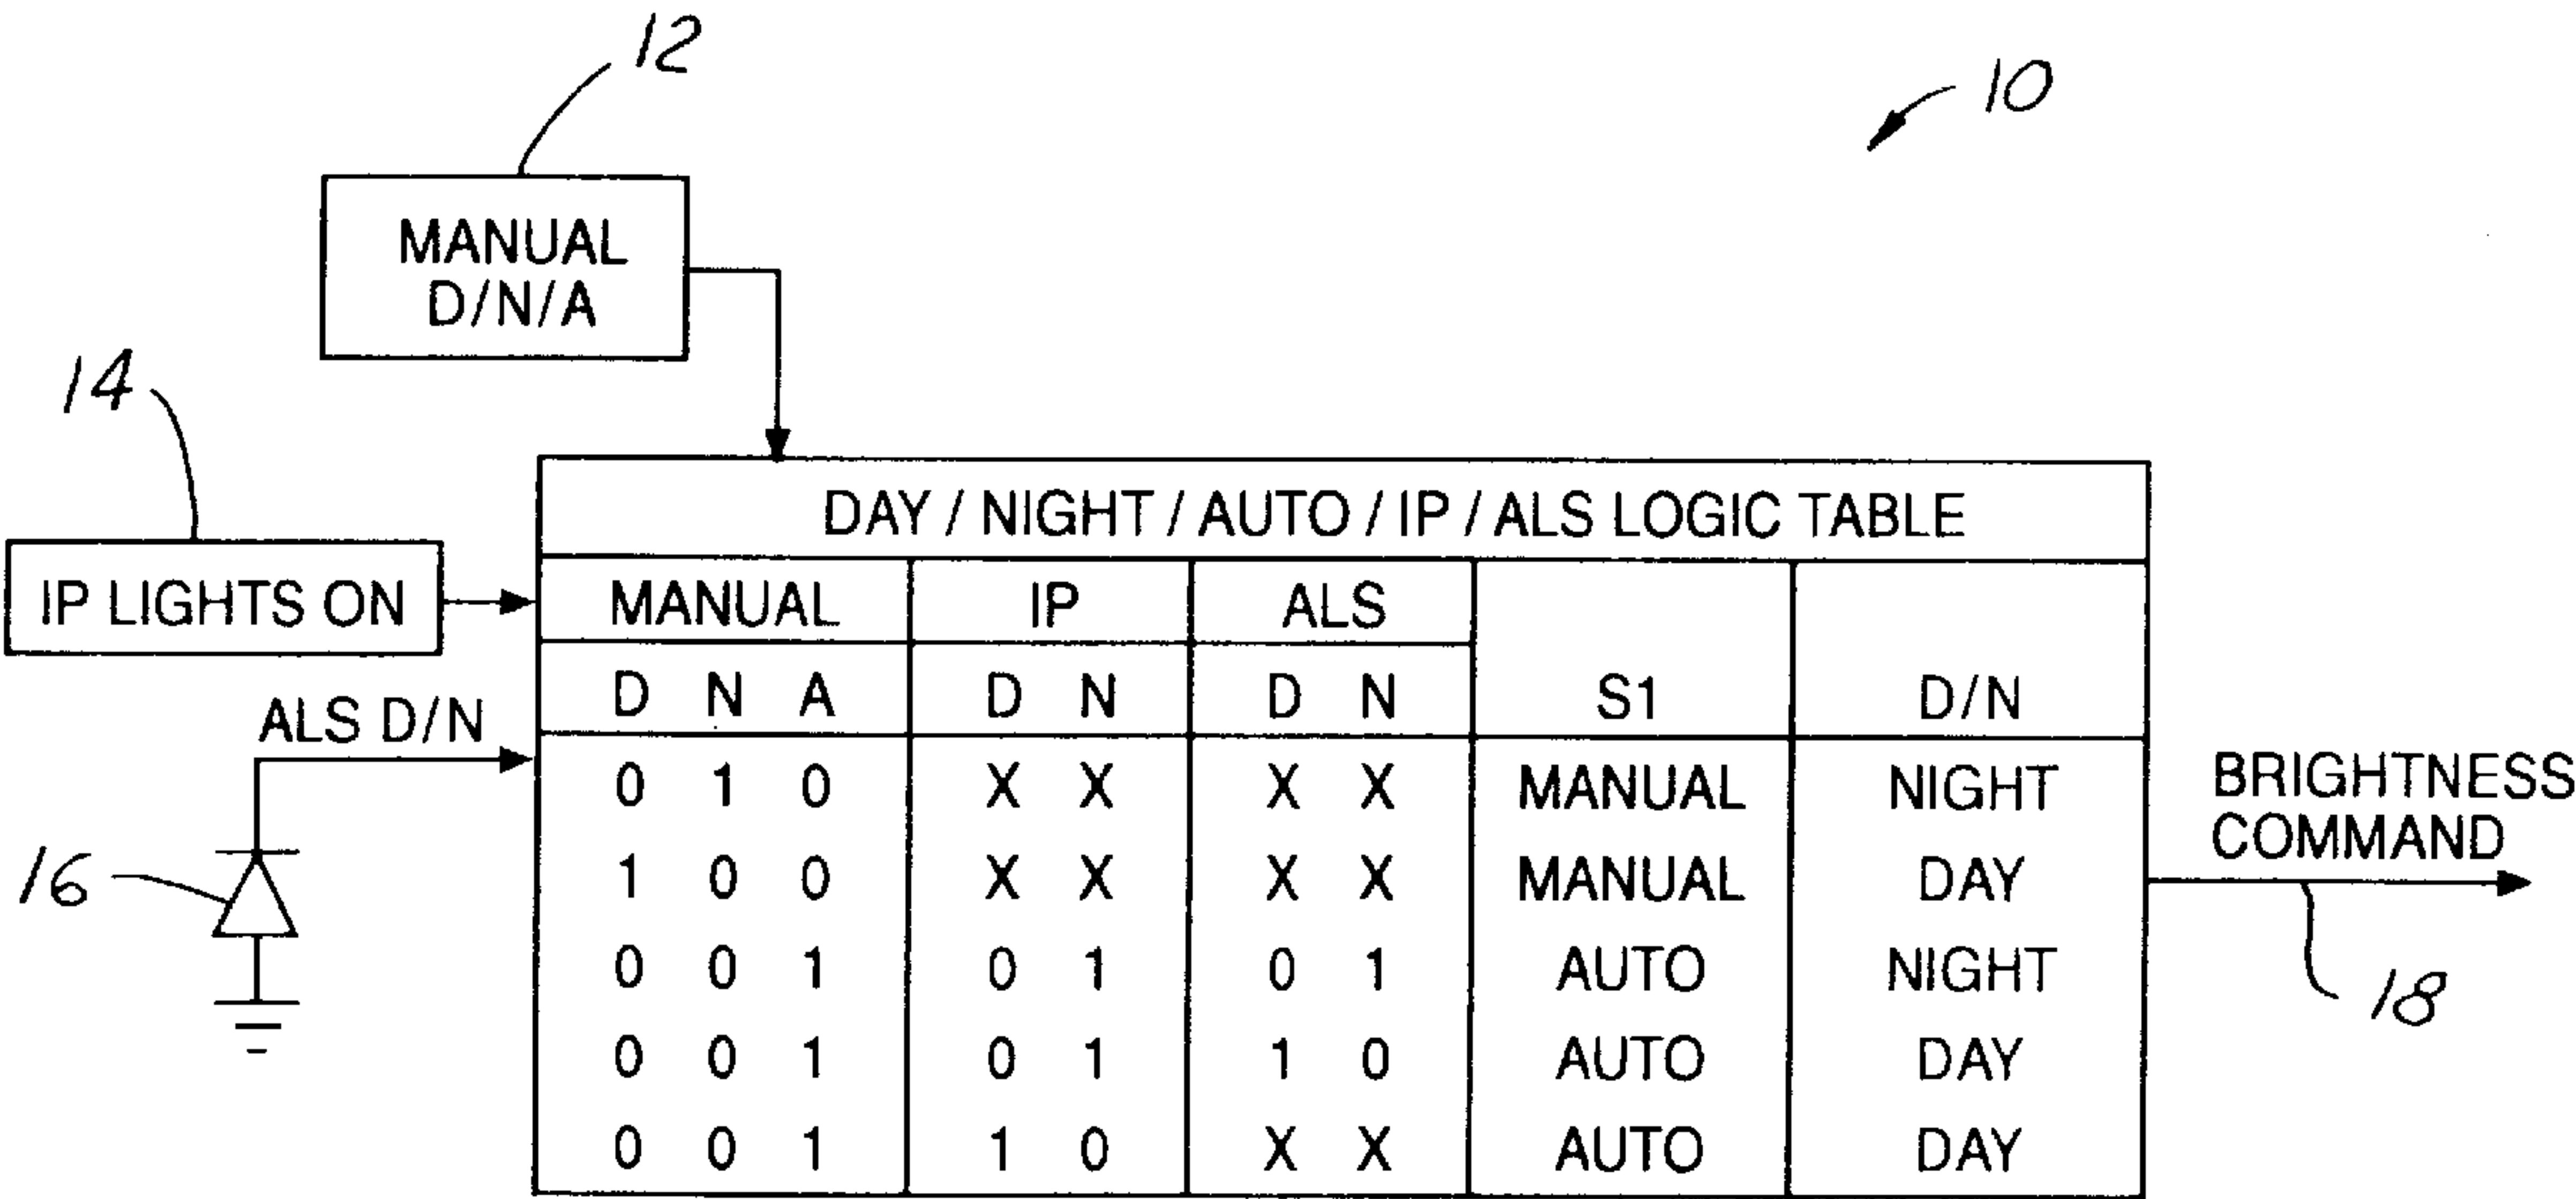 12
10
MANUAL
D/N/A
14
DAY / NIGHT / AUTO / IP / ALS LOGIC TABLE
IP LIGHTS ON
MANUAL IP ALS
D N A D N D N S1 D/N
ALS D/N
0 1 0 X X X X MANUAL NIGHT
BRIGHTNESS
COMMAND
16
1 0 0 X X X X MANUAL DAY
0 0 1 0 1 0 1 AUTO NIGHT
18
0 0 1 0 1 1 0 AUTO DAY
0 0 1 1 0 X X AUTO DAY